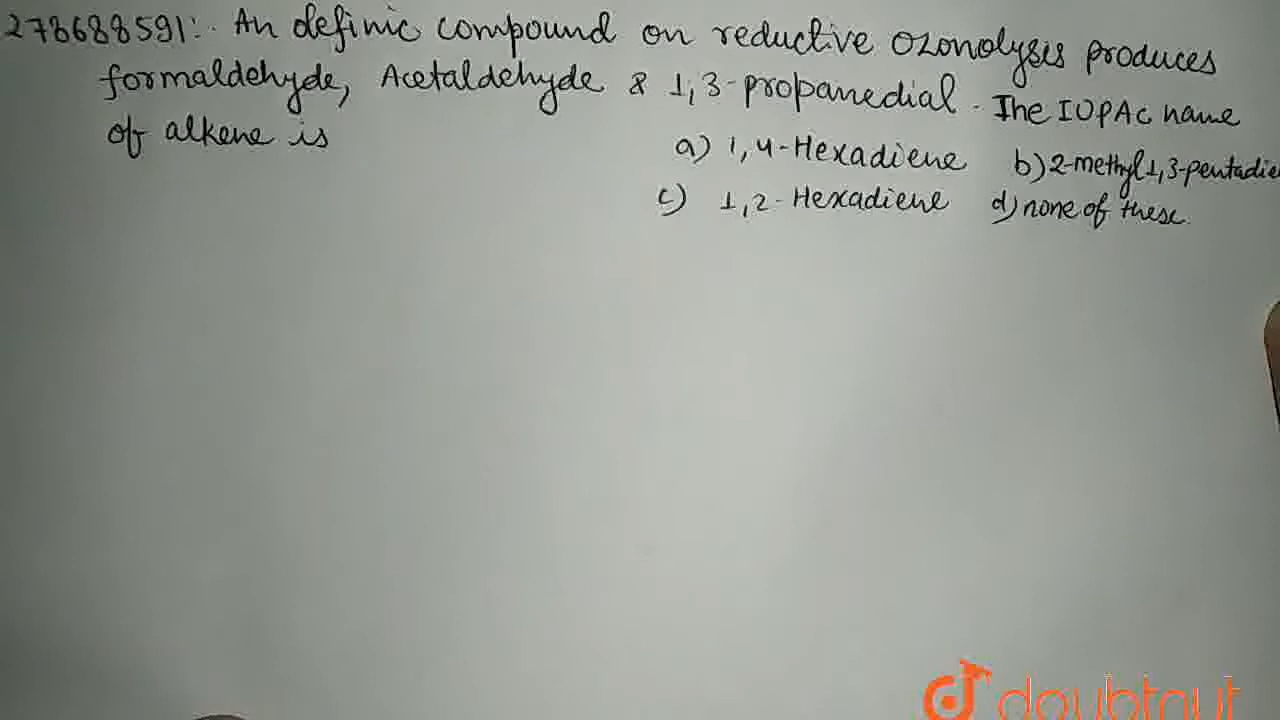 278688591:. An definic compound on reductive ozonolysis produces
formaldehyde, Acetaldehyde & 1,3-propanedial. The IUPAC name
of alkene is
a) 1,4-Hexadiene b) 2-methyl 1,3-pentadie
c) 1,2-Hexadiene d) none of these.
doubtnut